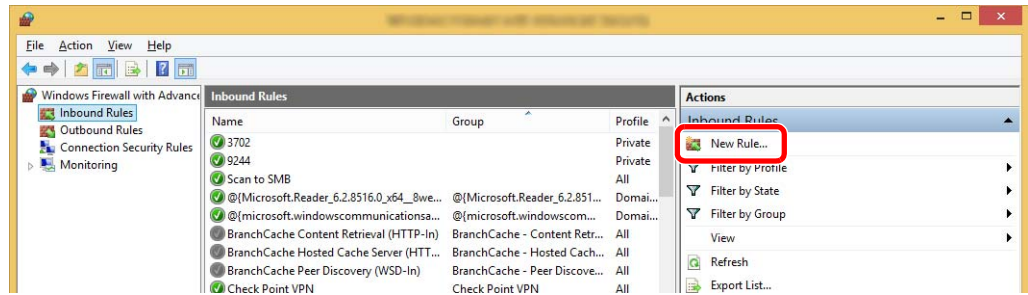 File Action View Help
Windows Firewall with Advance
Inbound Rules
Outbound Rules
Connection Security Rules
Monitoring
Inbound Rules
Name Group Profile
3702 Private
9244 Private
Scan to SMB All
@{Microsoft.Reader_6.2.8516.0_x64__8we... @{Microsoft.Reader_6.2.851... Domai...
@{microsoft.windowscommunicationsa... @{microsoft.windowscom... Domai...
BranchCache Content Retrieval (HTTP-In) BranchCache - Content Retr... All
BranchCache Hosted Cache Server (HTT... BranchCache - Hosted Cach... All
BranchCache Peer Discovery (WSD-In) BranchCache - Peer Discove... All
Check Point VPN Check Point VPN All
Actions
Inbound Rules
New Rule...
Filter by Profile
Filter by State
Filter by Group
View
Refresh
Export List...